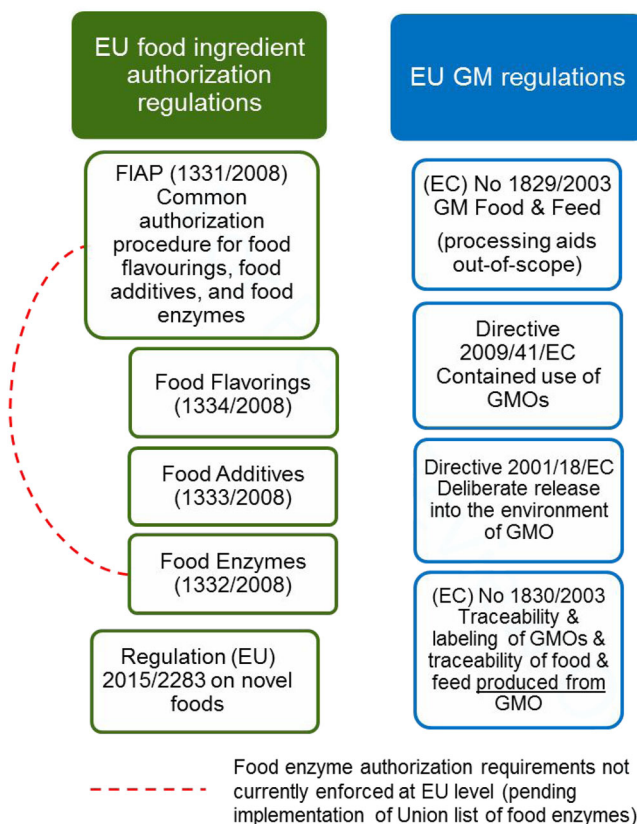 EU food ingredient
authorization
regulations
FIAP (1331/2008)
Common
authorization
procedure for food
flavourings, food
additives, and food
enzymes
Food Flavorings
(1334/2008)
Food Additives
(1333/2008)
Food Enzymes
(1332/2008)
Regulation (EU)
2015/2283 on novel
foods
EU GM regulations
(EC) No 1829/2003
GM Food & Feed
(processing aids
out-of-scope)
Directive
2009/41/EC
Contained use of
GMOs
Directive 2001/18/EC
Deliberate release
into the environment
of GMO
(EC) No 1830/2003
Traceability &
labeling of GMOs &
traceability of food &
feed produced from
GMO
Food enzyme authorization requirements not
currently enforced at EU level (pending
implementation of Union list of food enzymes)